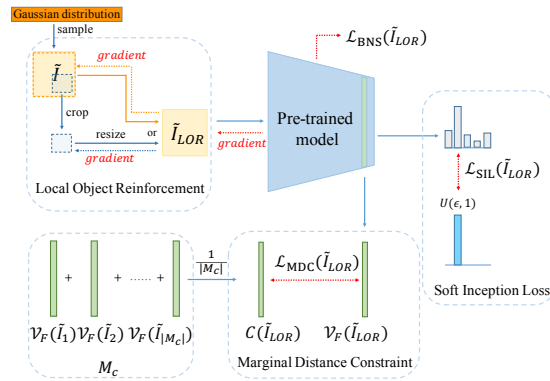 Gaussian distribution
sample
gradient
Ĩ
crop
resize
or
Ĩ_LOR
gradient
gradient
Local Object Reinforcement
ℒ_BNS(Ĩ_LOR)
Pre-trained
model
ℒ_SIL(Ĩ_LOR)
U(ϵ, 1)
Soft Inception Loss
+ + ...... +
𝒱_F(Ĩ_1) 𝒱_F(Ĩ_2) 𝒱_F(Ĩ_|M_c|)
M_c
1/|M_c|
ℒ_MDC(Ĩ_LOR)
C(Ĩ_LOR) 𝒱_F(Ĩ_LOR)
Marginal Distance Constraint